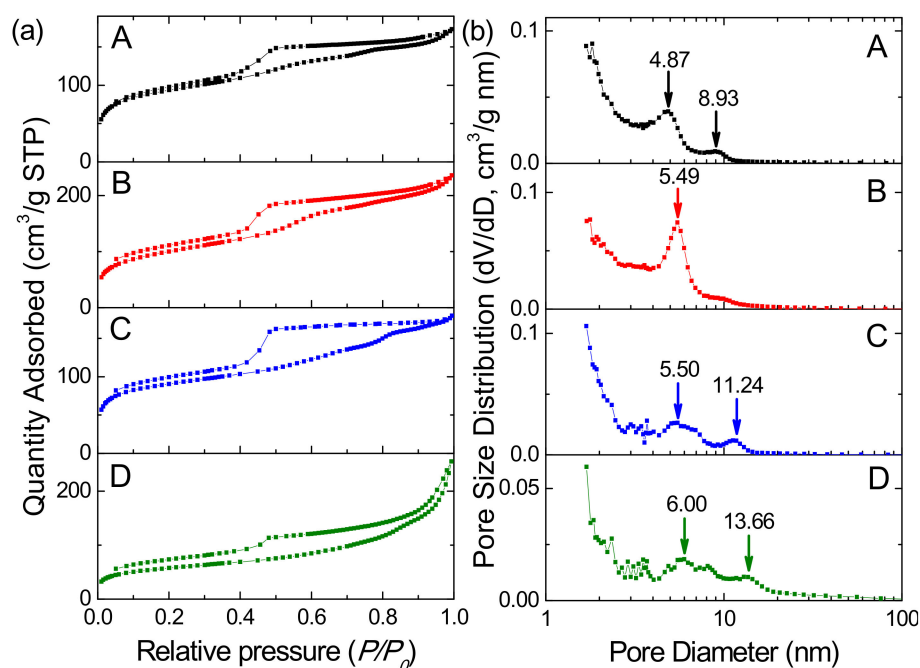 (a)
Quantity Adsorbed (cm³/g STP)
A
100
0
B
200
0
C
100
0
D
200
0
0.0 0.2 0.4 0.6 0.8 1.0
Relative pressure (P/P₀)
(b)
Pore Size Distribution (dV/dD, cm³/g nm)
0.1
A
4.87
8.93
0.0
0.1
B
5.49
0.0
0.1
C
5.50
11.24
0.0
0.05
D
6.00
13.66
0.00
1 10 100
Pore Diameter (nm)